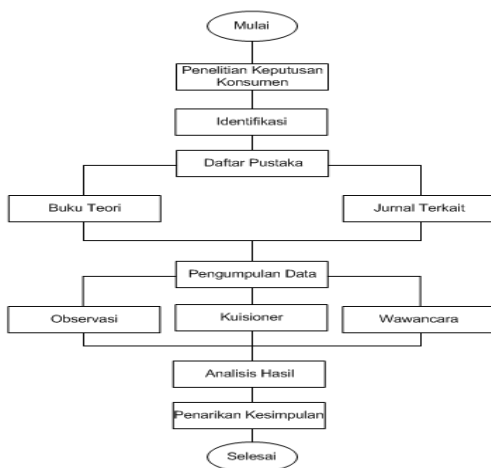 Mulai
Penelitian Keputusan
Konsumen
Identifikasi
Daftar Pustaka
Buku Teori
Jurnal Terkait
Pengumpulan Data
Observasi
Kuisioner
Wawancara
Analisis Hasil
Penarikan Kesimpulan
Selesai